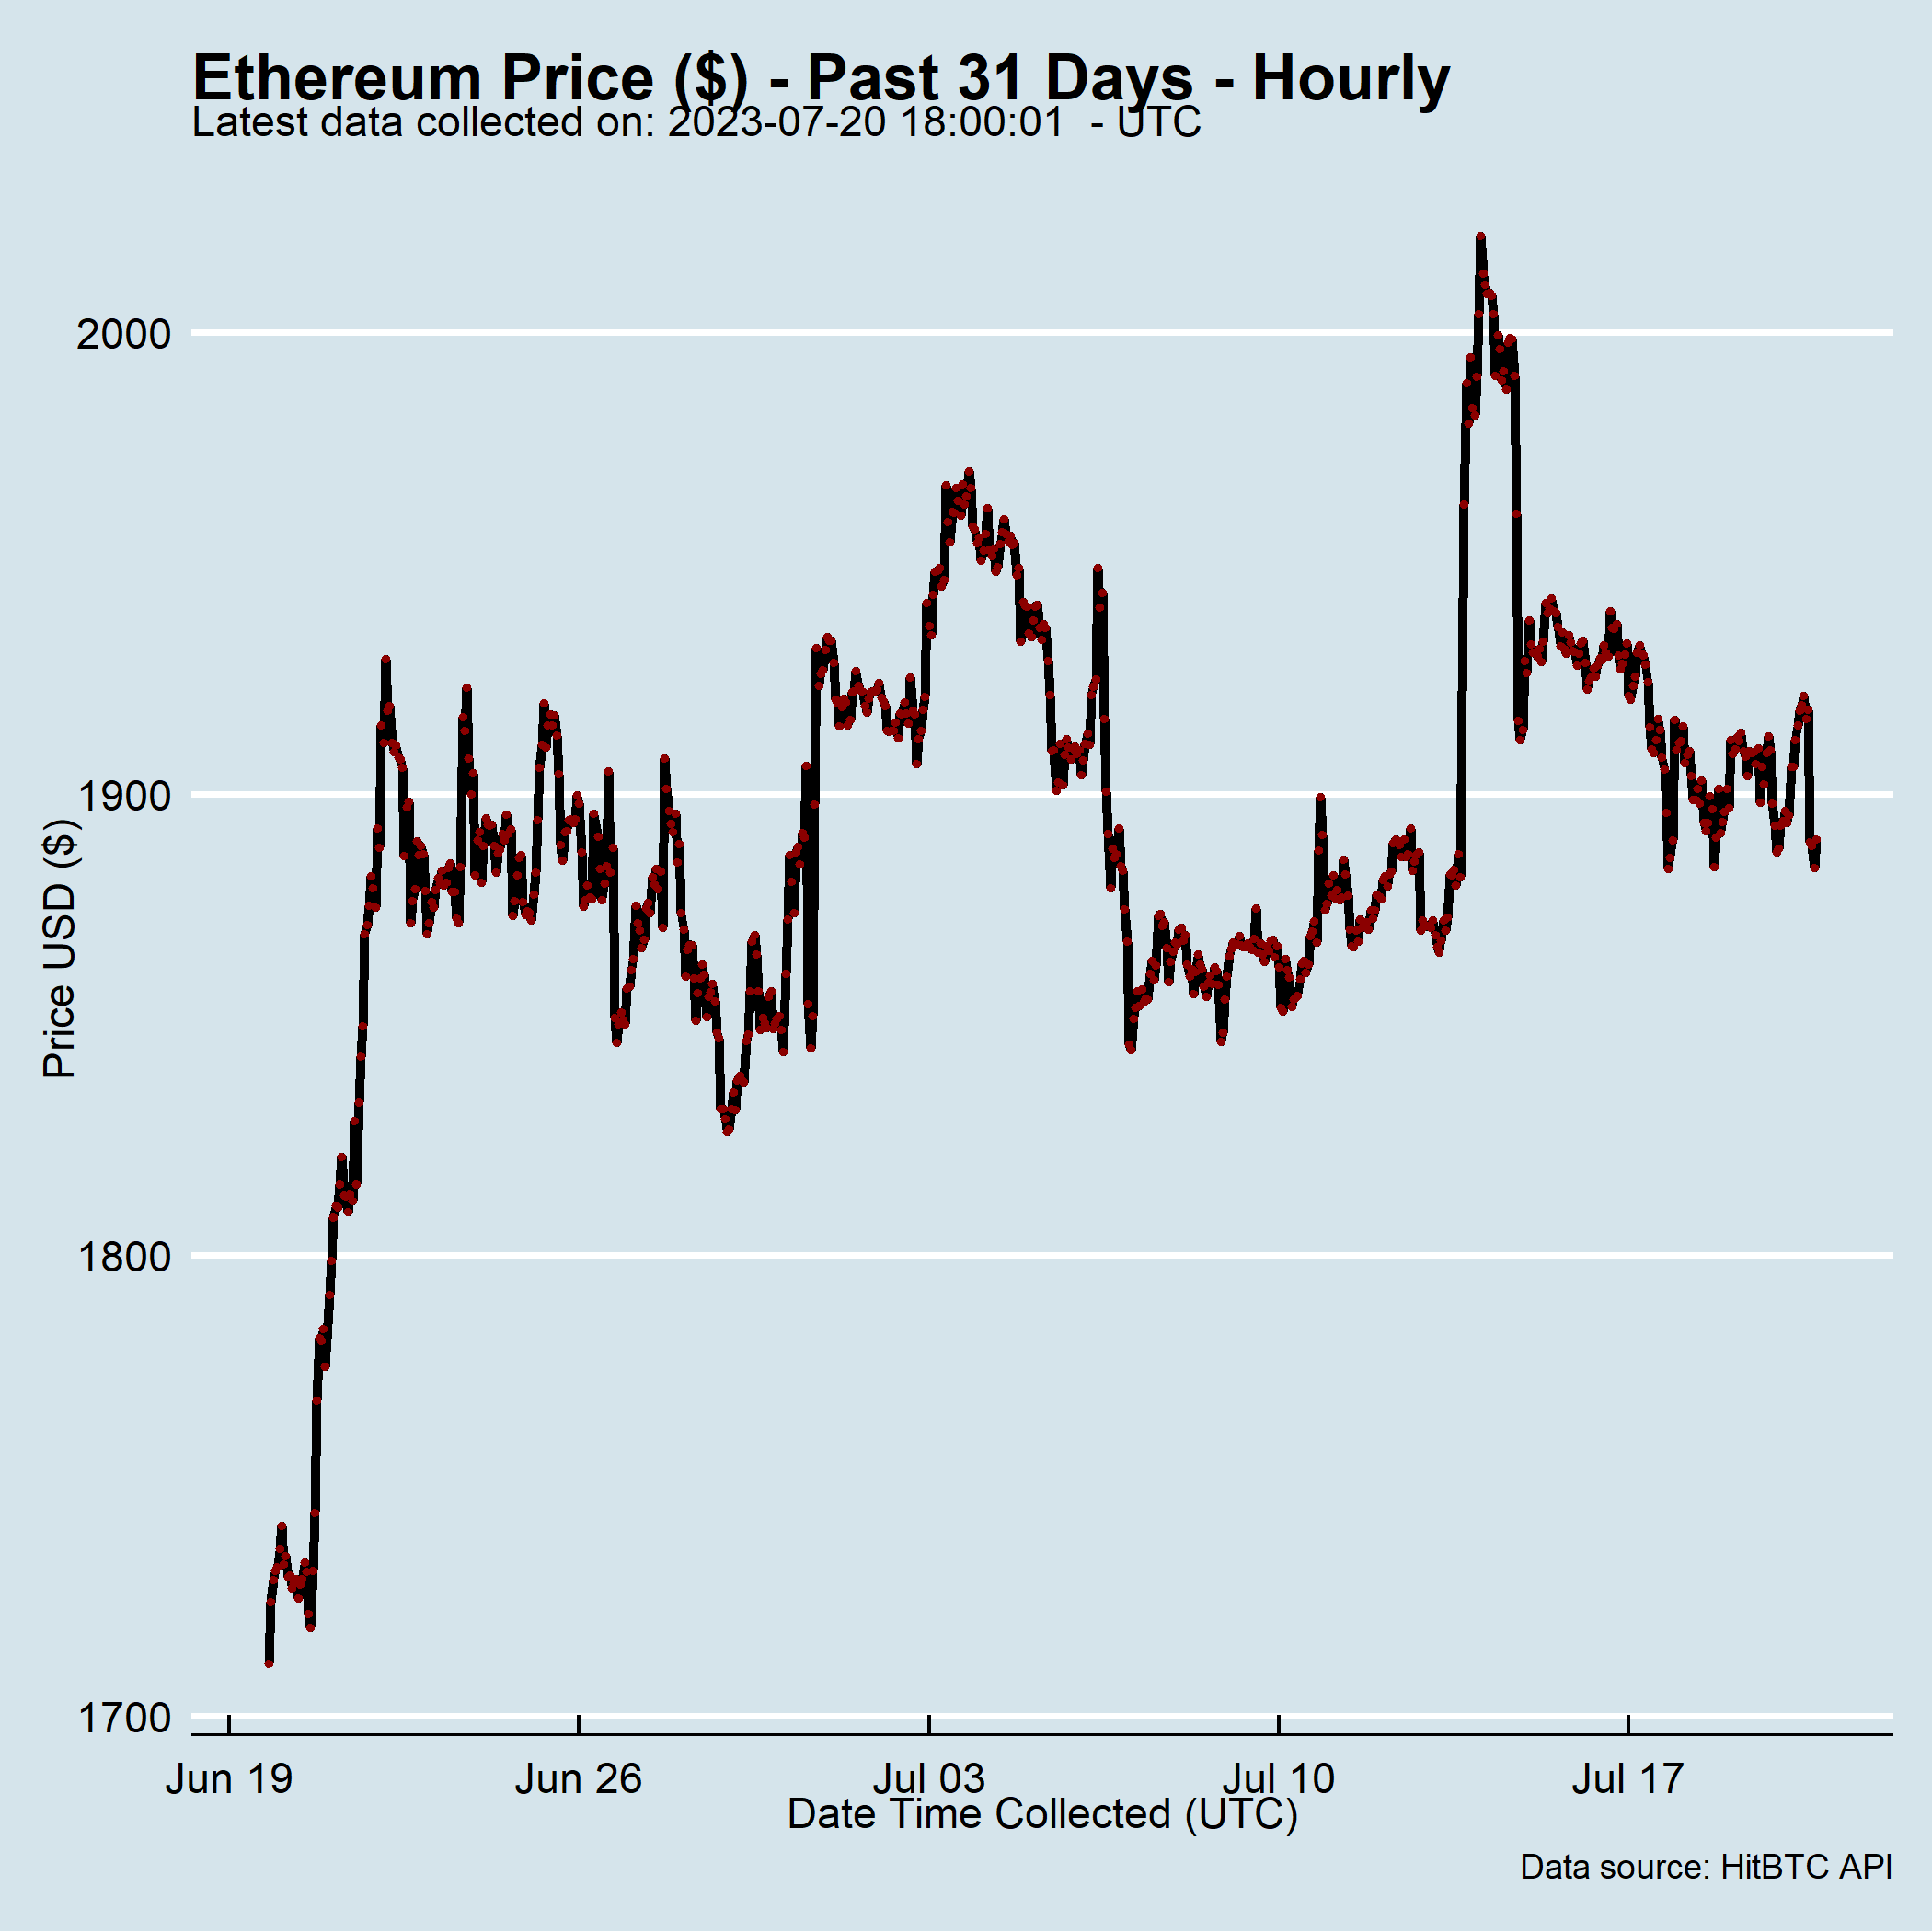 Ethereum Price ($) - Past 31 Days - Hourly
Latest data collected on: 2023-07-20 18:00:01  - UTC
2000
1900
1800
1700
Price USD ($)
Jun 19
Jun 26
Jul 03
Jul 10
Jul 17
Date Time Collected (UTC)
Data source: HitBTC API